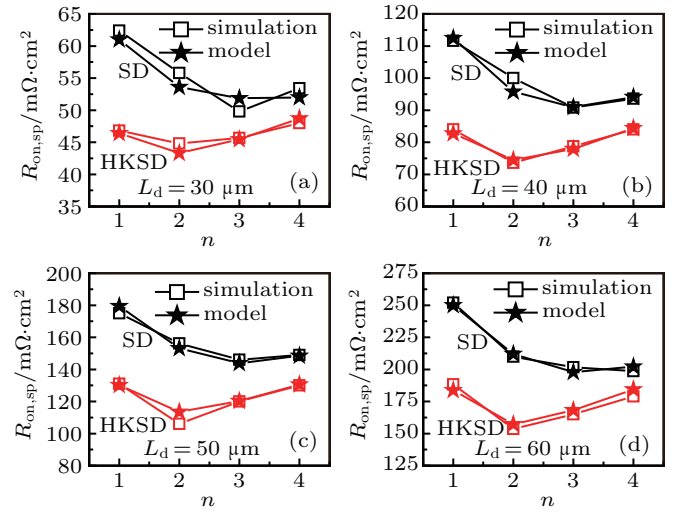 R_on,sp/mΩ·cm²
65
60
55
50
45
40
35
simulation
model
SD
HKSD
L_d = 30 µm
(a)
1 2 3 4
n
R_on,sp/mΩ·cm²
120
110
100
90
80
70
60
simulation
model
SD
HKSD
L_d = 40 µm
(b)
1 2 3 4
n
R_on,sp/mΩ·cm²
200
180
160
140
120
100
80
simulation
model
SD
HKSD
L_d = 50 µm
(c)
1 2 3 4
n
R_on,sp/mΩ·cm²
275
250
225
200
175
150
125
simulation
model
SD
HKSD
L_d = 60 µm
(d)
1 2 3 4
n